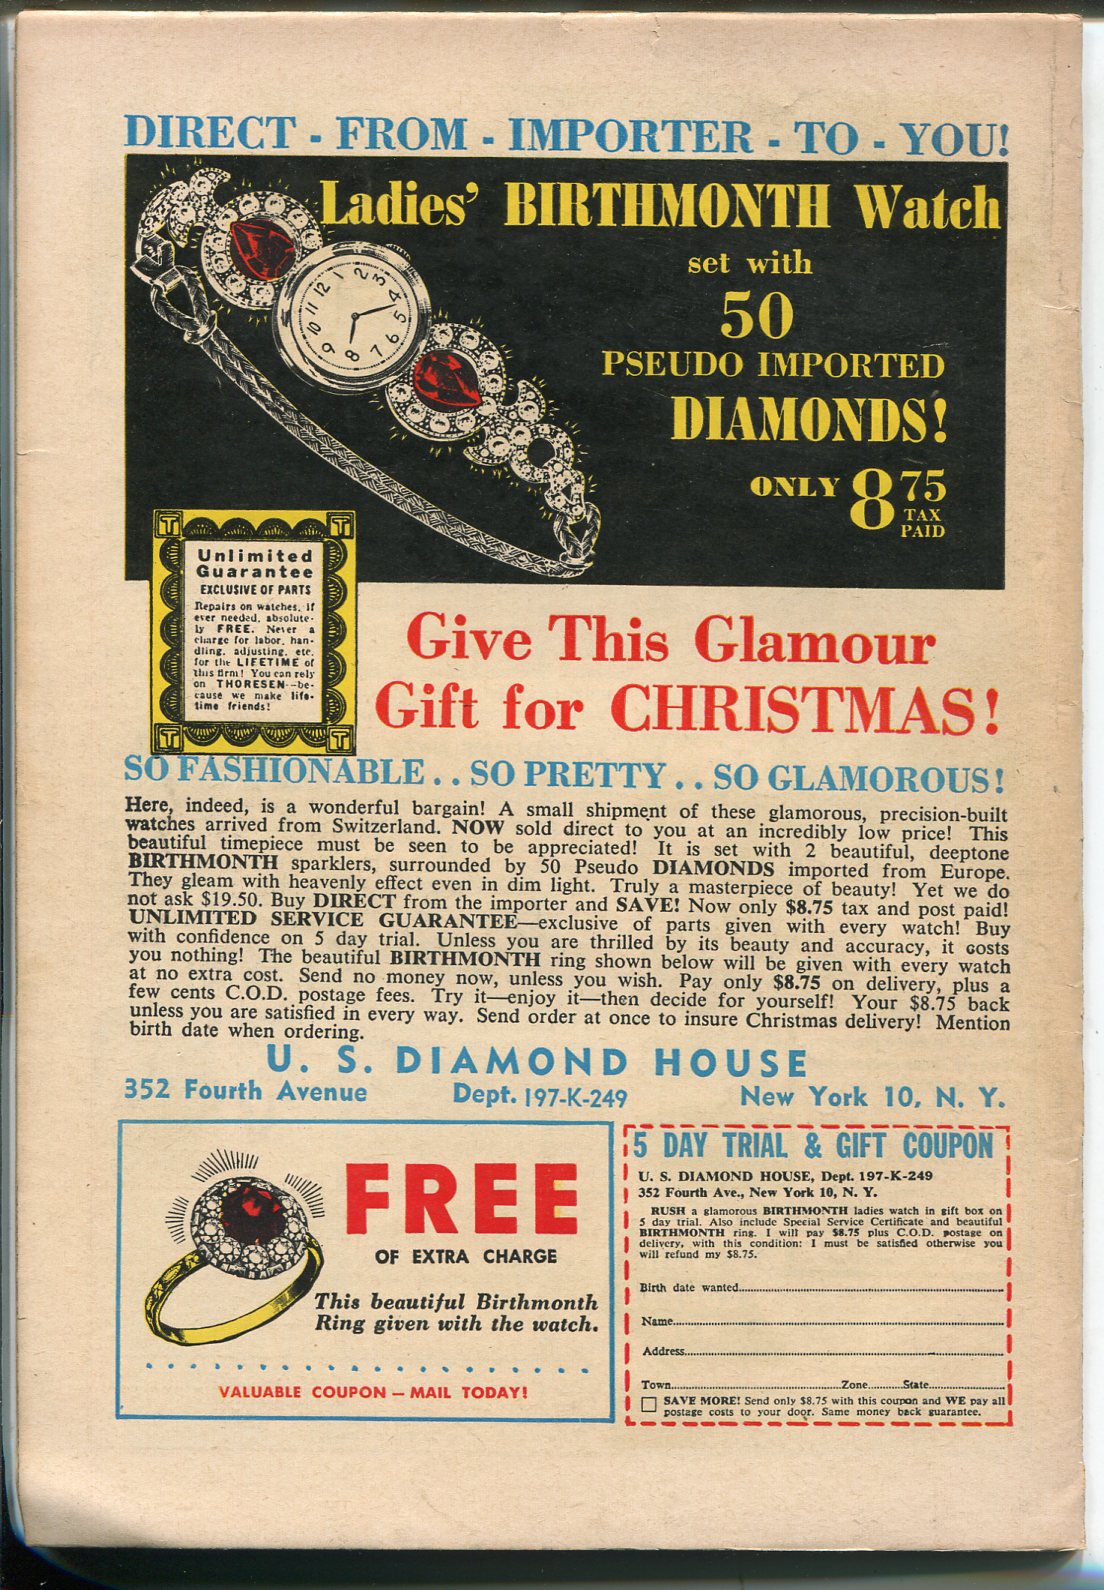 DIRECT - FROM - IMPORTER - TO - YOU!
Ladies' BIRTHMONTH Watch
set with
50
PSEUDO IMPORTED
DIAMONDS!
ONLY 8 75
TAX
PAID
12 1 2 3 4 5 6 7 8 9 10 11
T T
Unlimited
Guarantee
EXCLUSIVE OF PARTS
Repairs on watches, if
ever needed, absolute-
ly FREE. Never a
charge for labor, han-
dling, adjusting, etc.
for the LIFETIME of
this firm! You can rely
on THORESEN--be-
cause we make life-
time friends!
T T
Give This Glamour
Gift for CHRISTMAS!
SO FASHIONABLE . . SO PRETTY . . SO GLAMOROUS!
Here, indeed, is a wonderful bargain! A small shipment of these glamorous, precision-built
watches arrived from Switzerland. NOW sold direct to you at an incredibly low price! This
beautiful timepiece must be seen to be appreciated! It is set with 2 beautiful, deeptone
BIRTHMONTH sparklers, surrounded by 50 Pseudo DIAMONDS imported from Europe.
They gleam with heavenly effect even in dim light. Truly a masterpiece of beauty! Yet we do
not ask $19.50. Buy DIRECT from the importer and SAVE! Now only $8.75 tax and post paid!
UNLIMITED SERVICE GUARANTEE—exclusive of parts given with every watch! Buy
with confidence on 5 day trial. Unless you are thrilled by its beauty and accuracy, it costs
you nothing! The beautiful BIRTHMONTH ring shown below will be given with every watch
at no extra cost. Send no money now, unless you wish. Pay only $8.75 on delivery, plus a
few cents C.O.D. postage fees. Try it—enjoy it—then decide for yourself! Your $8.75 back
unless you are satisfied in every way. Send order at once to insure Christmas delivery! Mention
birth date when ordering.
U. S. DIAMOND HOUSE
352 Fourth Avenue Dept. 197-K-249 New York 10, N. Y.
FREE
OF EXTRA CHARGE
This beautiful Birthmonth
Ring given with the watch.
VALUABLE COUPON — MAIL TODAY!
5 DAY TRIAL & GIFT COUPON
U. S. DIAMOND HOUSE, Dept. 197-K-249
352 Fourth Ave., New York 10, N. Y.
RUSH a glamorous BIRTHMONTH ladies watch in gift box on
5 day trial. Also include Special Service Certificate and beautiful
BIRTHMONTH ring. I will pay $8.75 plus C.O.D. postage on
delivery, with this condition: I must be satisfied otherwise you
will refund my $8.75.
Birth date wanted
Name
Address
Town Zone State
SAVE MORE! Send only $8.75 with this coupon and WE pay all
postage costs to your door. Same money back guarantee.